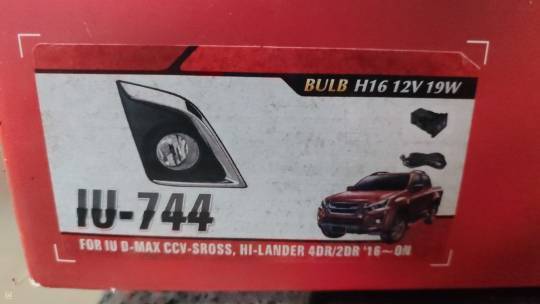 BULB H16 12V 19W
IU-744
FOR IU D-MAX CCV-SROSS, HI-LANDER 4DR/2DR '16~ON